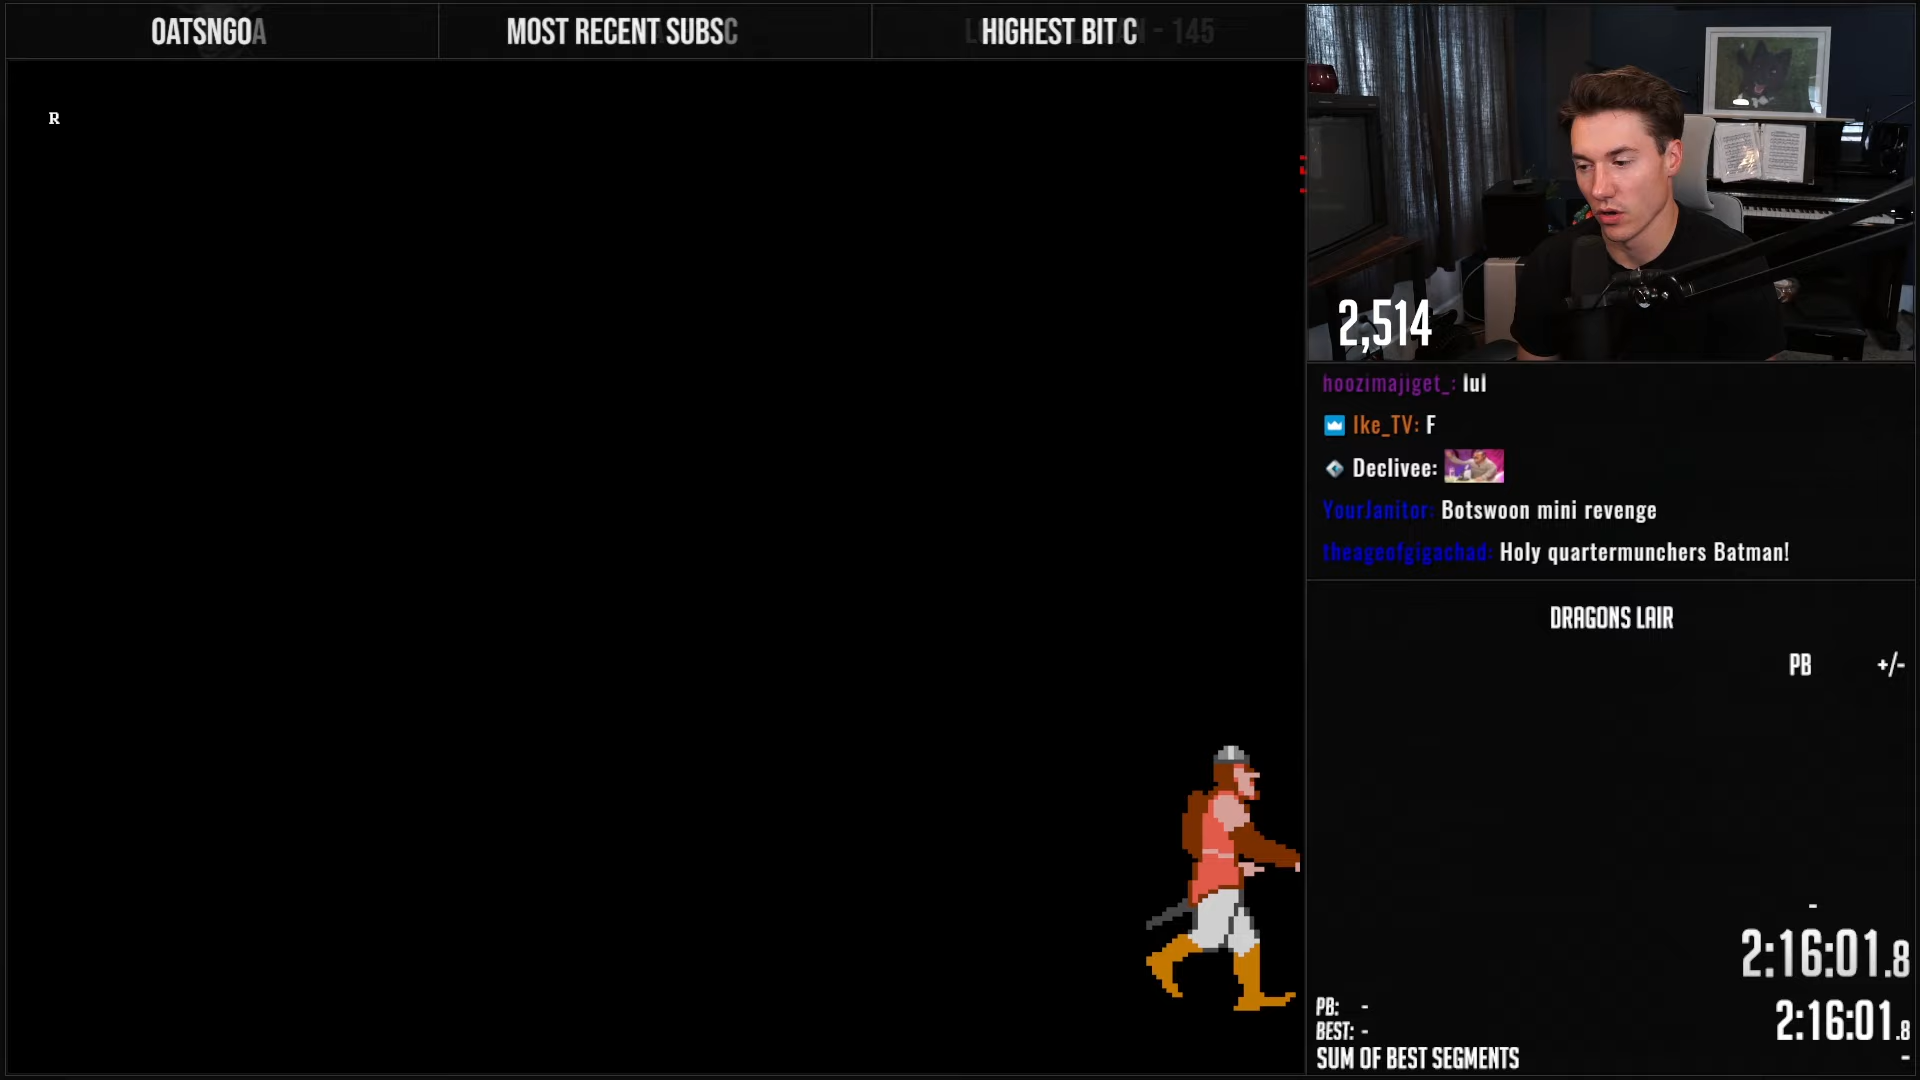 OATSNGOA
MOST RECENT SUBSC
HIGHEST BIT C
- 145
R
2,514
hoozimajiget_: lul
Ike_TV: F
Declivee:
YourJanitor: Botswoon mini revenge
theageofgigachad: Holy quartermunchers Batman!
DRAGONS LAIR
PB +/-
-
2:16:01.8
PB: -
2:16:01.8
BEST: -
SUM OF BEST SEGMENTS -